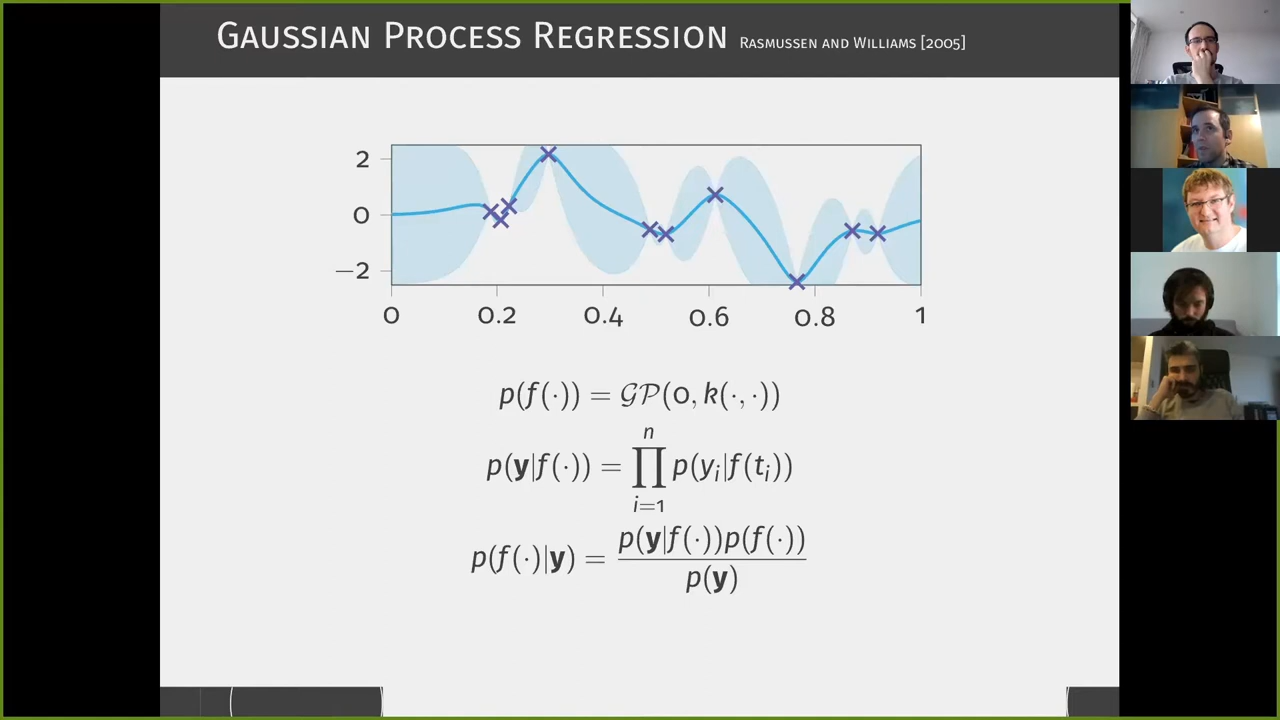 GAUSSIAN PROCESS REGRESSION RASMUSSEN AND WILLIAMS [2005]
2
0
−2
0 0.2 0.4 0.6 0.8 1
p(f(·)) = 𝒢𝒫(0, k(·, ·))
p(𝐲|f(·)) = ∏ᵢ₌₁ⁿ p(yᵢ|f(tᵢ))
p(f(·)|𝐲) = p(𝐲|f(·))p(f(·)) / p(𝐲)